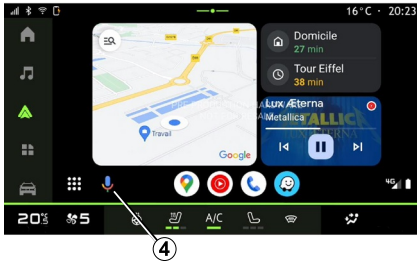 16°C · 20:23
Domicile
27 min
Tour Eiffel
38 min
Travail
Google
Lux Æterna
Metallica
4G
20°5
5
A/C
4